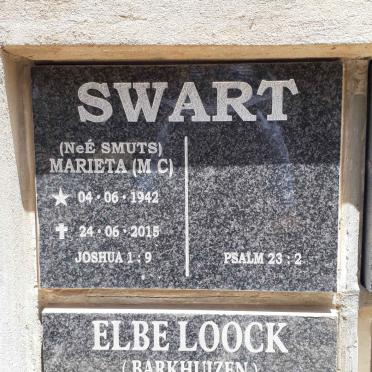 SWART
(NeÉ SMUTS)
MARIETA (M C)
04 · 06 · 1942
24 · 06 · 2015
JOSHUA 1 : 9
PSALM 23 : 2
ELBE LOOCK
( BARKHUIZEN )